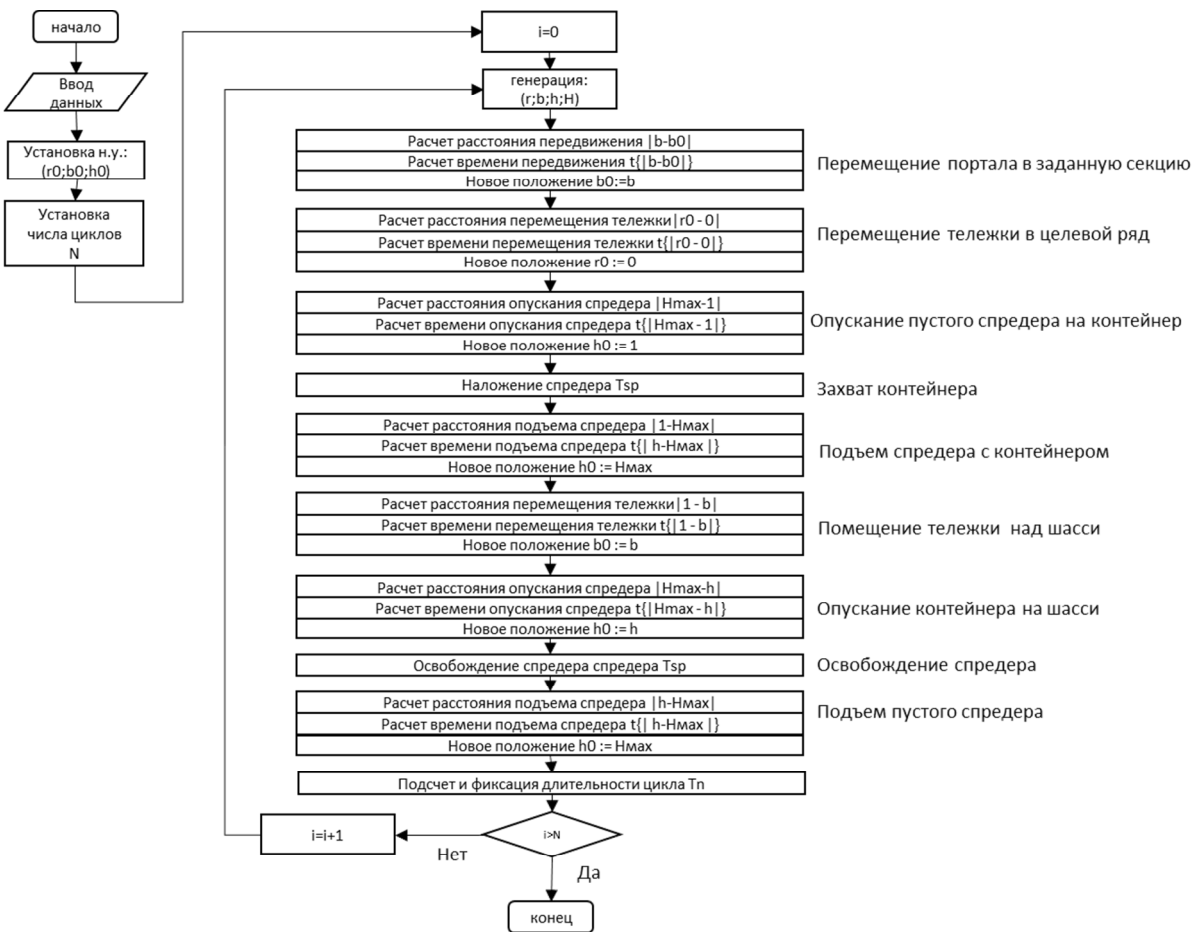 начало
Ввод
данных
Установка н.у.:
(r0;b0;h0)
Установка
числа циклов
N
i=0
генерация:
(r;b;h;H)
Расчет расстояния передвижения |b-b0|
Расчет времени передвижения t{|b-b0|}
Новое положение b0:=b
Перемещение портала в заданную секцию
Расчет расстояния перемещения тележки|r0 - 0|
Расчет времени перемещения тележки t{|r0 - 0|}
Новое положение r0 := 0
Перемещение тележки в целевой ряд
Расчет расстояния опускания спредера |Hmax-1|
Расчет времени опускания спредера t{|Hmax - 1|}
Новое положение h0 := 1
Опускание пустого спредера на контейнер
Наложение спредера Tsp
Захват контейнера
Расчет расстояния подъема спредера |1-Hмах|
Расчет времени подъема спредера t{| h-Hмах |}
Новое положение h0 := Hмах
Подъем спредера с контейнером
Расчет расстояния перемещения тележки|1 - b|
Расчет времени перемещения тележки t{|1 - b|}
Новое положение b0 := b
Помещение тележки над шасси
Расчет расстояния опускания спредера |Hmax-h|
Расчет времени опускания спредера t{|Hmax - h|}
Новое положение h0 := h
Опускание контейнера на шасси
Освобождение спредера спредера Tsp
Освобождение спредера
Расчет расстояния подъема спредера |h-Hмах|
Расчет времени подъема спредера t{| h-Hмах |}
Новое положение h0 := Hмах
Подъем пустого спредера
Подсчет и фиксация длительности цикла Tn
i>N
i=i+1
Нет
Да
конец